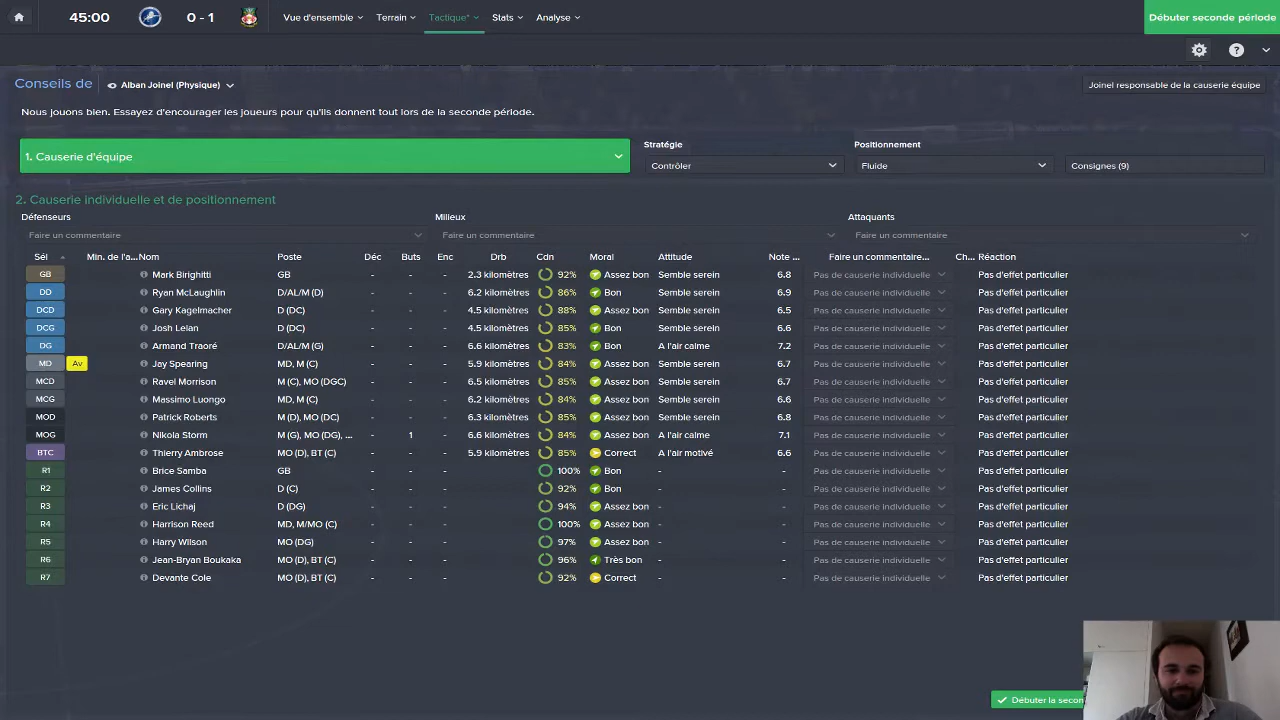 45:00 0 - 1 Vue d'ensemble Terrain Tactique* Stats Analyse Débuter seconde période
Conseils de Alban Joinel (Physique) Joinel responsable de la causerie équipe
Nous jouons bien. Essayez d'encourager les joueurs pour qu'ils donnent tout lors de la seconde période.
Stratégie Positionnement
1. Causerie d'équipe Contrôler Fluide Consignes (9)
2. Causerie individuelle et de positionnement
Défenseurs Milieux Attaquants
Faire un commentaire Faire un commentaire Faire un commentaire
Sél Min. de l'a... Nom Poste Déc Buts Enc Drb Cdn Moral Attitude Note ... Faire un commentaire... Ch... Réaction
GB Mark Birighitti GB - - - 2.3 kilomètres 92% Assez bon Semble serein 6.8 Pas de causerie individuelle Pas d'effet particulier
DD Ryan McLaughlin D/AL/M (D) - - - 6.2 kilomètres 86% Bon Semble serein 6.9 Pas de causerie individuelle Pas d'effet particulier
DCD Gary Kagelmacher D (DC) - - - 4.5 kilomètres 88% Assez bon Semble serein 6.5 Pas de causerie individuelle Pas d'effet particulier
DCG Josh Lelan D (DC) - - - 4.5 kilomètres 85% Bon Semble serein 6.6 Pas de causerie individuelle Pas d'effet particulier
DG Armand Traoré D/AL/M (G) - - - 6.6 kilomètres 83% Bon A l'air calme 7.2 Pas de causerie individuelle Pas d'effet particulier
MD Av Jay Spearing MD, M (C) - - - 5.9 kilomètres 84% Assez bon Semble serein 6.7 Pas de causerie individuelle Pas d'effet particulier
MCD Ravel Morrison M (C), MO (DGC) - - - 6.5 kilomètres 85% Assez bon Semble serein 6.7 Pas de causerie individuelle Pas d'effet particulier
MCG Massimo Luongo MD, M (C) - - - 6.2 kilomètres 84% Assez bon Semble serein 6.6 Pas de causerie individuelle Pas d'effet particulier
MOD Patrick Roberts M (D), MO (DC) - - - 6.3 kilomètres 85% Assez bon Semble serein 6.8 Pas de causerie individuelle Pas d'effet particulier
MOG Nikola Storm M (G), MO (DG), ... - 1 - 6.6 kilomètres 84% Assez bon A l'air calme 7.1 Pas de causerie individuelle Pas d'effet particulier
BTC Thierry Ambrose MO (D), BT (C) - - - 5.9 kilomètres 85% Correct A l'air motivé 6.6 Pas de causerie individuelle Pas d'effet particulier
R1 Brice Samba GB - - - 100% Bon - - Pas de causerie individuelle Pas d'effet particulier
R2 James Collins D (C) - - - 92% Bon - - Pas de causerie individuelle Pas d'effet particulier
R3 Eric Lichaj D (DG) - - - 94% Assez bon - - Pas de causerie individuelle Pas d'effet particulier
R4 Harrison Reed MD, M/MO (C) - - - 100% Assez bon - - Pas de causerie individuelle Pas d'effet particulier
R5 Harry Wilson MO (DG) - - - 97% Assez bon - - Pas de causerie individuelle Pas d'effet particulier
R6 Jean-Bryan Boukaka MO (D), BT (C) - - - 96% Très bon - - Pas de causerie individuelle Pas d'effet particulier
R7 Devante Cole MO (D), BT (C) - - - 92% Correct - - Pas de causerie individuelle Pas d'effet particulier
Débuter la secon